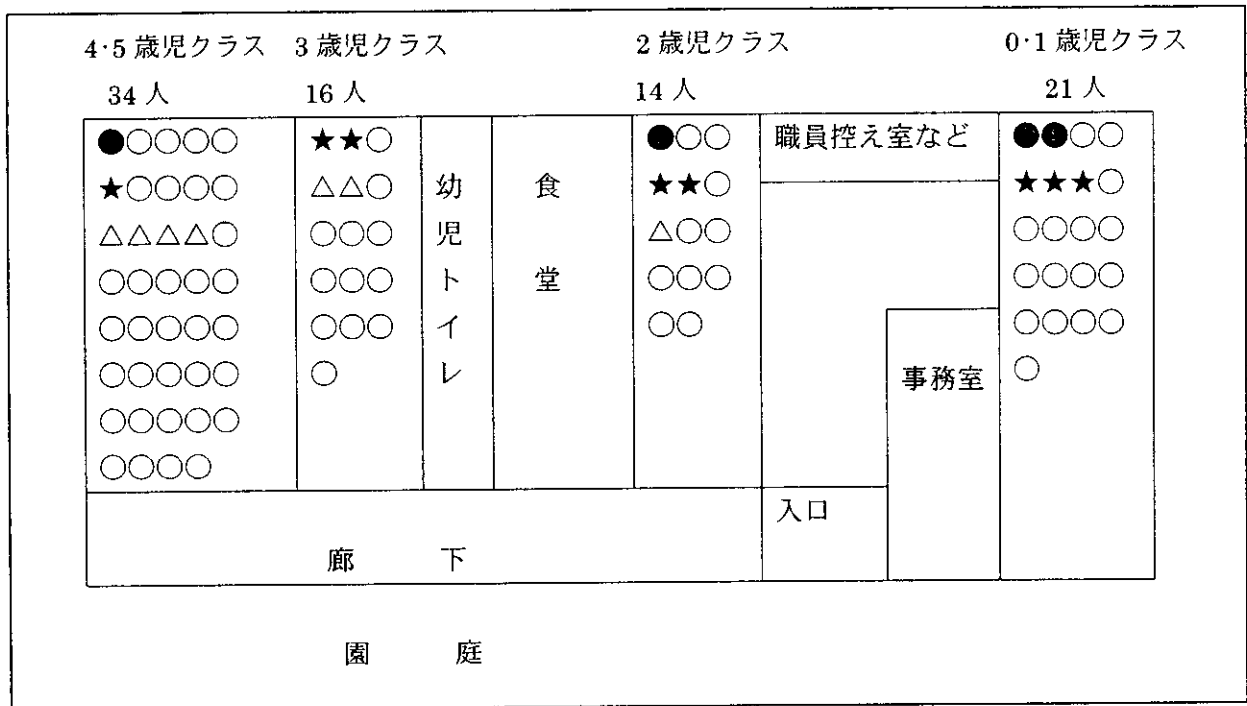 4・5歳児クラス 3歳児クラス 2歳児クラス 0・1歳児クラス
34人 16人 14人 21人
●○○○○ ★★○ ●○○ 職員控え室など ●●○○
★○○○○ △△○ 幼 食 ★★○ ★★★○
△△△△○ ○○○ 児 △○○ ○○○○
○○○○○ ○○○ ト 堂 ○○○ ○○○○
○○○○○ ○○○ イ ○○ ○○○○
○○○○○ ○ レ 事務室 ○
○○○○○
○○○○
入口
廊下
園庭